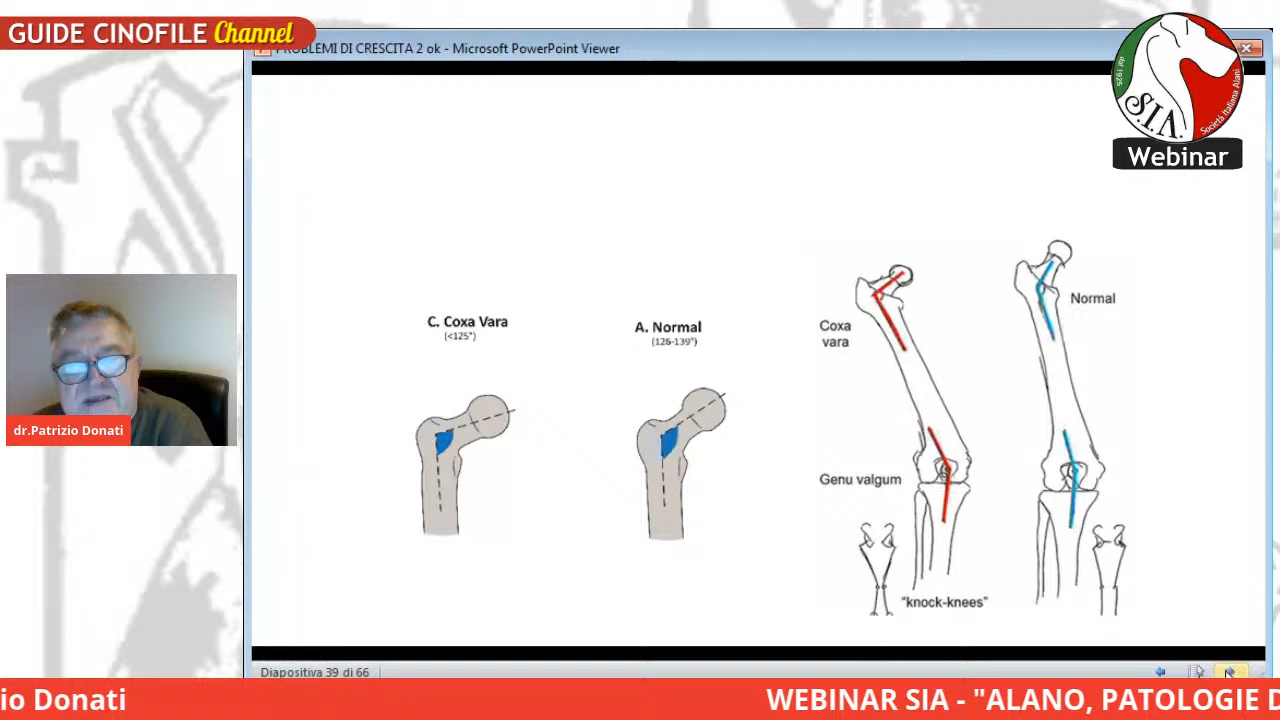 GUIDE CINOFILE Channel
PROBLEMI DI CRESCITA 2 ok - Microsoft PowerPoint Viewer
dal 1925
S.I.A.
Società Italiana Alani
Webinar
C. Coxa Vara
(<125°)
A. Normal
(126-139°)
Coxa
vara
Normal
Genu valgum
"knock-knees"
dr.Patrizio Donati
Diapositiva 39 di 66
io Donati
WEBINAR SIA - "ALANO, PATOLOGIE D